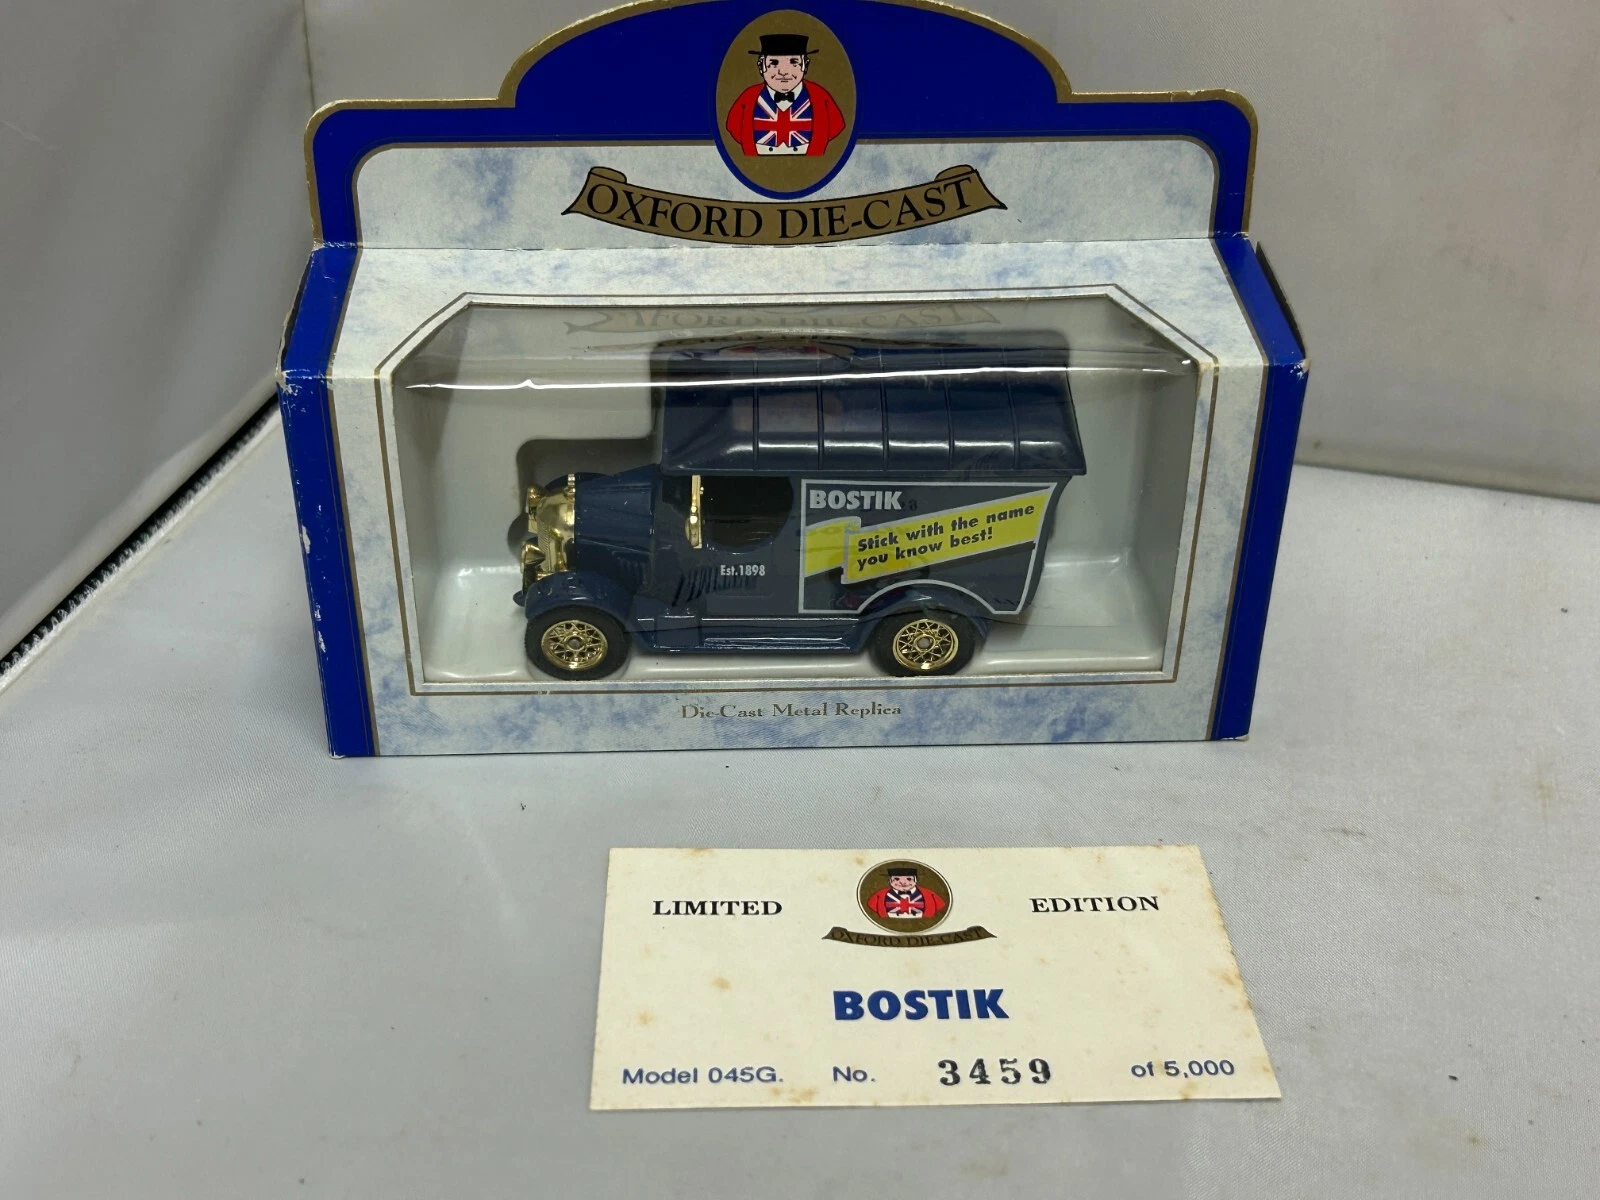 OXFORD DIE-CAST
BOSTIK
Stick with the name
you know best!
Est.1898
Die-Cast Metal Replica
LIMITED EDITION
OXFORD DIE-CAST
BOSTIK
Model 045G. No. 3459 of 5,000